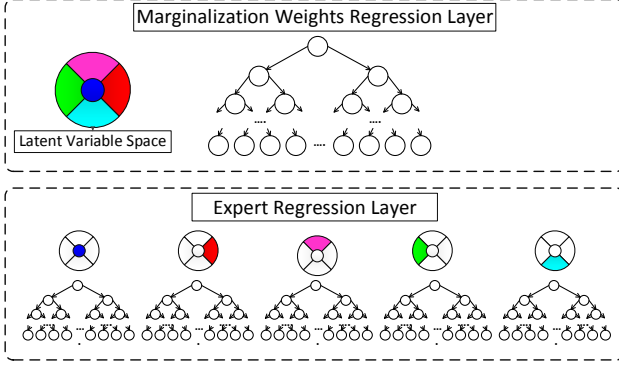 Marginalization Weights Regression Layer
Latent Variable Space
Expert Regression Layer